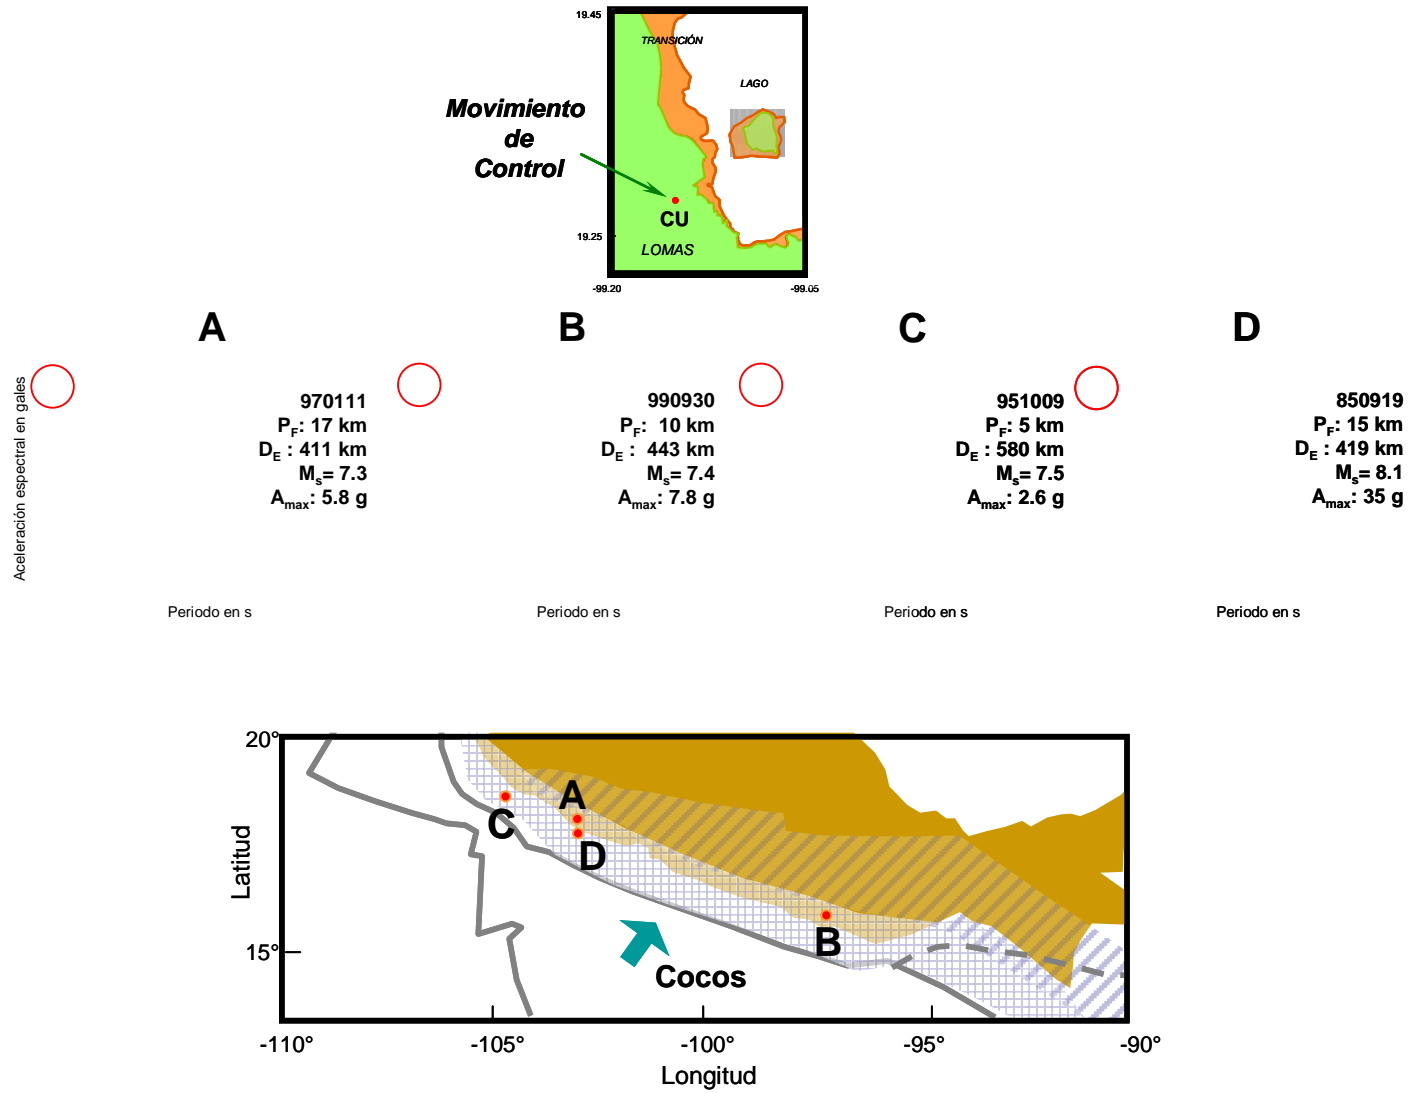 19.45
TRANSICIÓN
LAGO
Movimiento
de
Control
CU
19.25
LOMAS
-99.20
-99.05
A
B
C
D
Aceleración espectral en gales
970111
PF: 17 km
DE : 411 km
Ms= 7.3
Amax: 5.8 g
990930
PF: 10 km
DE : 443 km
Ms= 7.4
Amax: 7.8 g
951009
PF: 5 km
DE : 580 km
Ms= 7.5
Amax: 2.6 g
850919
PF: 15 km
DE : 419 km
Ms= 8.1
Amax: 35 g
Periodo en s
Periodo en s
Periodo en s
Periodo en s
20°
A
C
D
Latitud
B
15°
Cocos
-110°
-105°
-100°
-95°
-90°
Longitud